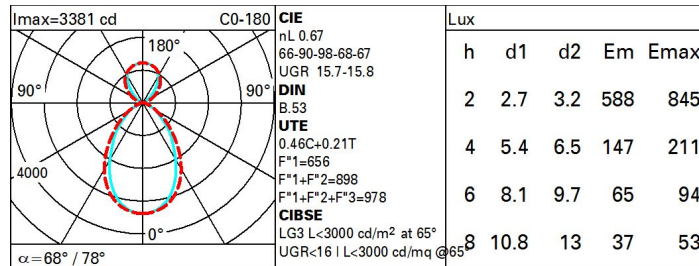 Imax=3381 cd C0-180
180°
90° 90°
4000
0°
α=68° / 78°
CIE
nL 0.67
66-90-98-68-67
UGR 15.7-15.8
DIN
B.53
UTE
0.46C+0.21T
F"1=656
F"1+F"2=898
F"1+F"2+F"3=978
CIBSE
LG3 L<3000 cd/m² at 65°
UGR<16 | L<3000 cd/mq @65°
Lux
h d1 d2 Em Emax
2 2.7 3.2 588 845
4 5.4 6.5 147 211
6 8.1 9.7 65 94
8 10.8 13 37 53